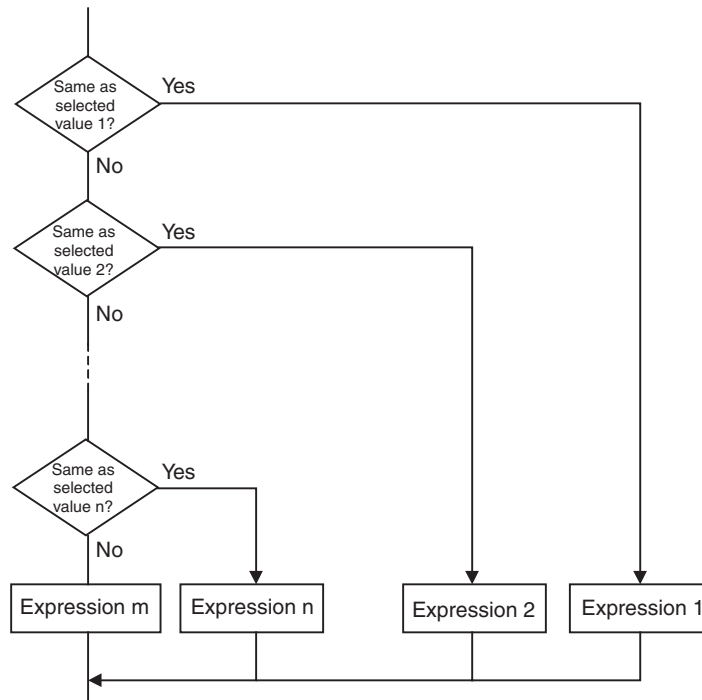 Same as
selected
value 1?
Yes
No
Same as
selected
value 2?
Yes
No
Same as
selected
value n?
Yes
No
Expression m
Expression n
Expression 2
Expression 1